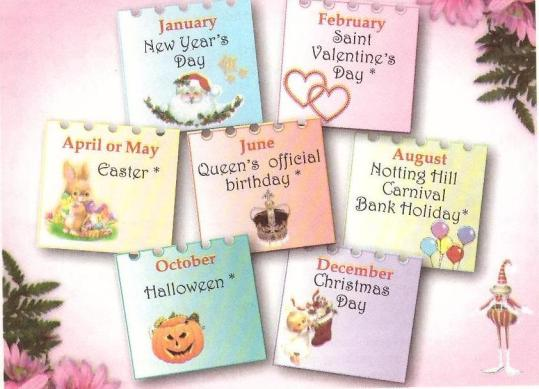 January
New Year's
Day
February
Saint
Valentine's
Day *
April or May
Easter *
June
Queen's official
birthday *
August
Notting Hill
Carnival
Bank Holiday*
October
Halloween *
December
Christmas
Day